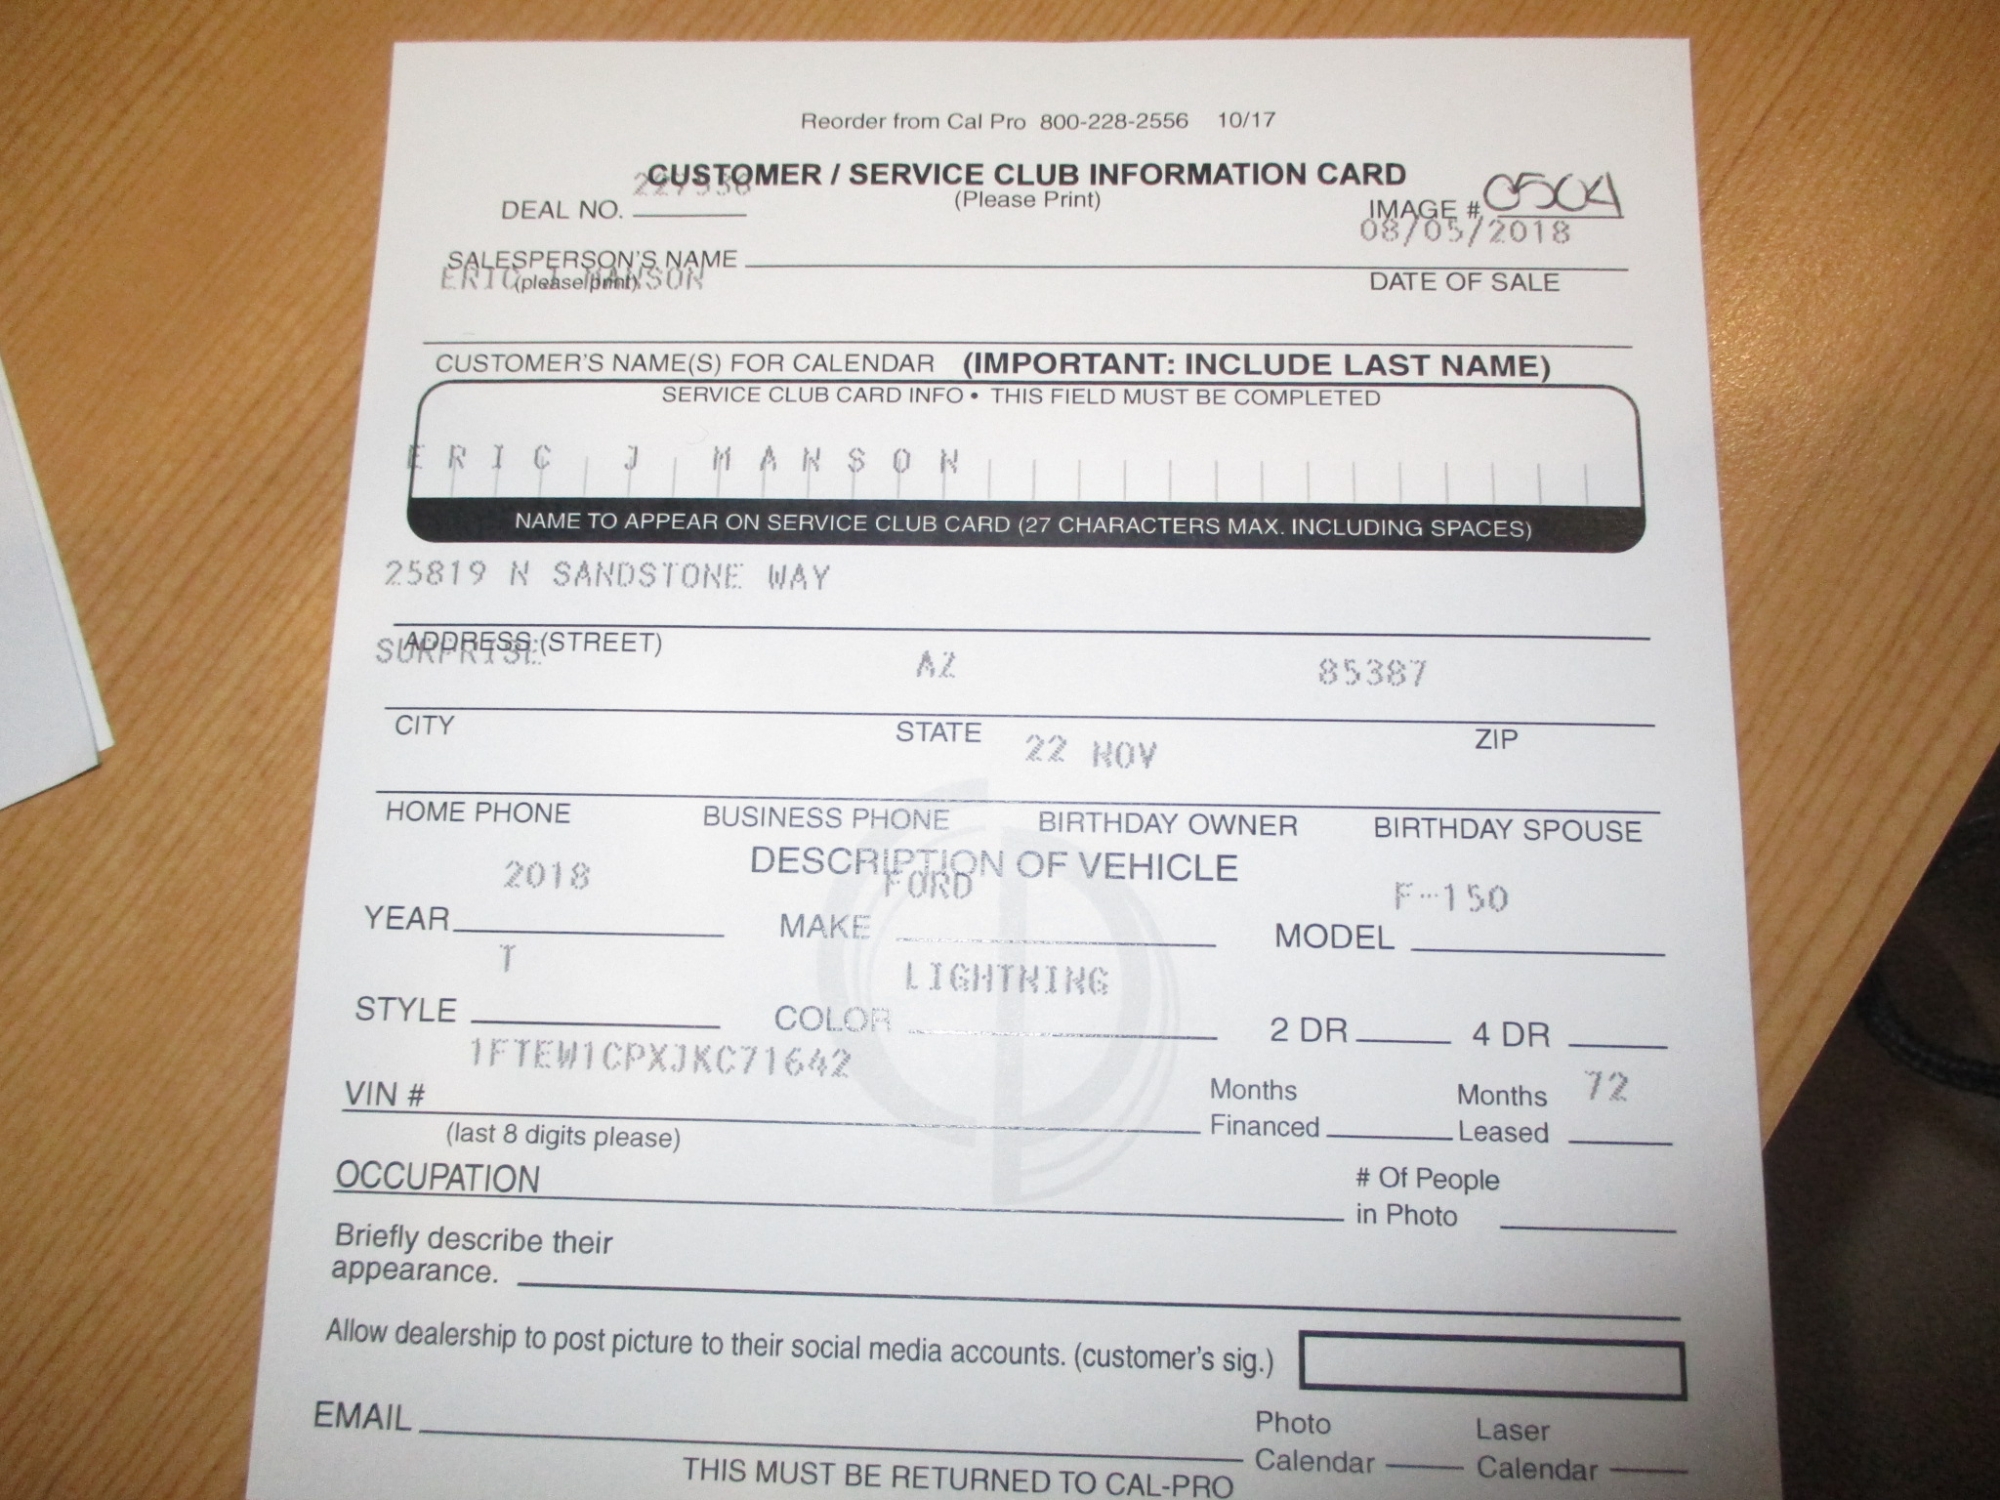 Reorder from Cal Pro 800-228-2556 10/17
CUSTOMER / SERVICE CLUB INFORMATION CARD
(Please Print)
DEAL NO.
IMAGE # 0504
08/05/2018
SALESPERSON'S NAME
(please print)
ERIC J MANSON
DATE OF SALE
CUSTOMER'S NAME(S) FOR CALENDAR (IMPORTANT: INCLUDE LAST NAME)
SERVICE CLUB CARD INFO • THIS FIELD MUST BE COMPLETED
ERIC J MANSON
NAME TO APPEAR ON SERVICE CLUB CARD (27 CHARACTERS MAX. INCLUDING SPACES)
25819 N SANDSTONE WAY
ADDRESS (STREET)
SURPRISE AZ 85387
CITY STATE ZIP
22 NOV
HOME PHONE BUSINESS PHONE BIRTHDAY OWNER BIRTHDAY SPOUSE
DESCRIPTION OF VEHICLE
2018 FORD F-150
YEAR MAKE MODEL
T LIGHTNING
STYLE COLOR 2 DR 4 DR
1FTEW1CPXJKC71642
VIN # Months Financed Months Leased 72
(last 8 digits please)
OCCUPATION # Of People in Photo
Briefly describe their
appearance.
Allow dealership to post picture to their social media accounts. (customer's sig.)
EMAIL Photo Calendar Laser Calendar
THIS MUST BE RETURNED TO CAL-PRO